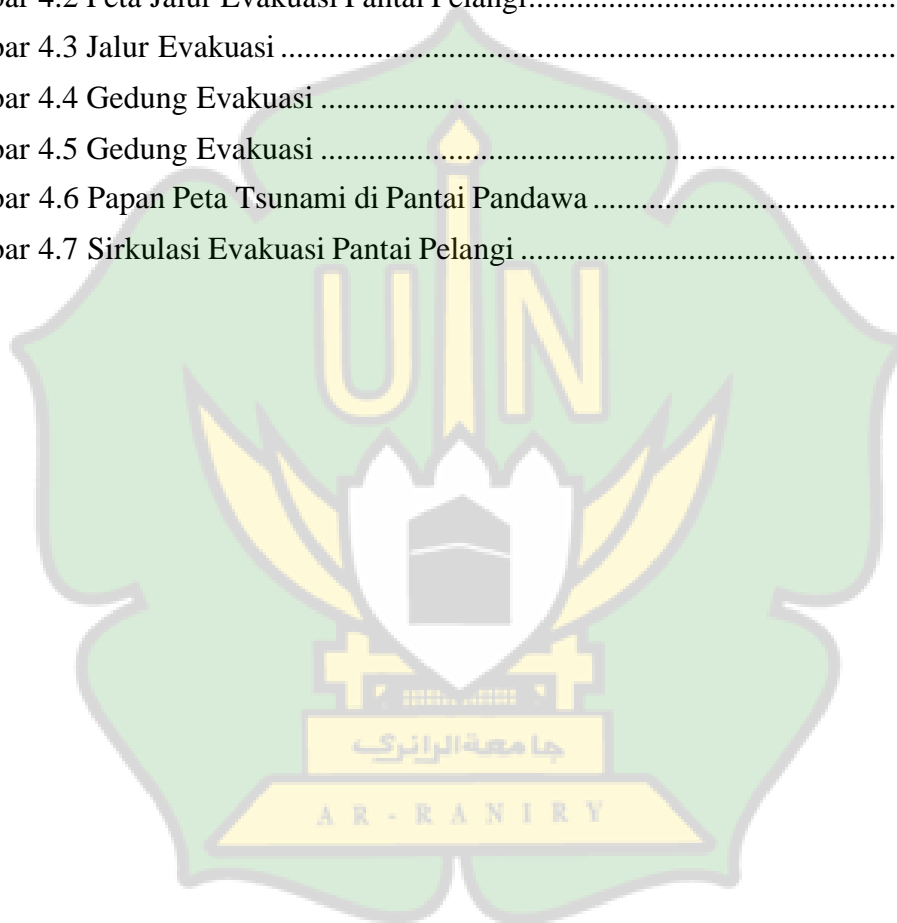 bar 4.2 Peta Jalur Evakuasi Pantai Pelangi..................................................
bar 4.3 Jalur Evakuasi ................................................................................
bar 4.4 Gedung Evakuasi ...........................................................................
bar 4.5 Gedung Evakuasi ...........................................................................
bar 4.6 Papan Peta Tsunami di Pantai Pandawa ........................................
bar 4.7 Sirkulasi Evakuasi Pantai Pelangi .................................................
UIN
جامعة الرانري
AR - RANIRY